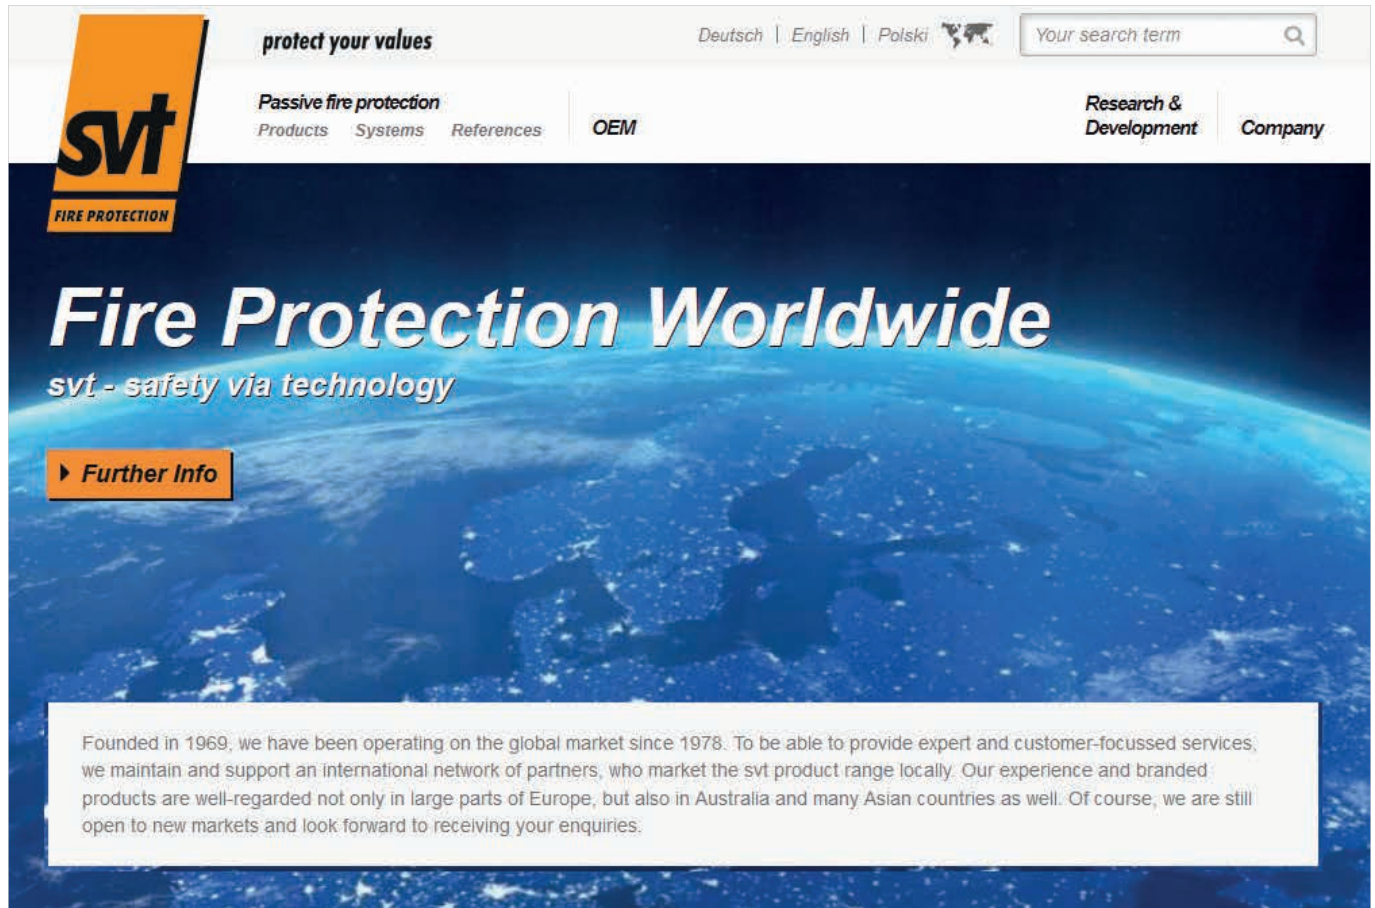 protect your values
Deutsch | English | Polski
Your search term
svt
FIRE PROTECTION
Passive fire protection
Products Systems References
OEM
Research &
Development
Company
Fire Protection Worldwide
svt - safety via technology
Further Info
Founded in 1969, we have been operating on the global market since 1978. To be able to provide expert and customer-focussed services,
we maintain and support an international network of partners, who market the svt product range locally. Our experience and branded
products are well-regarded not only in large parts of Europe, but also in Australia and many Asian countries as well. Of course, we are still
open to new markets and look forward to receiving your enquiries.